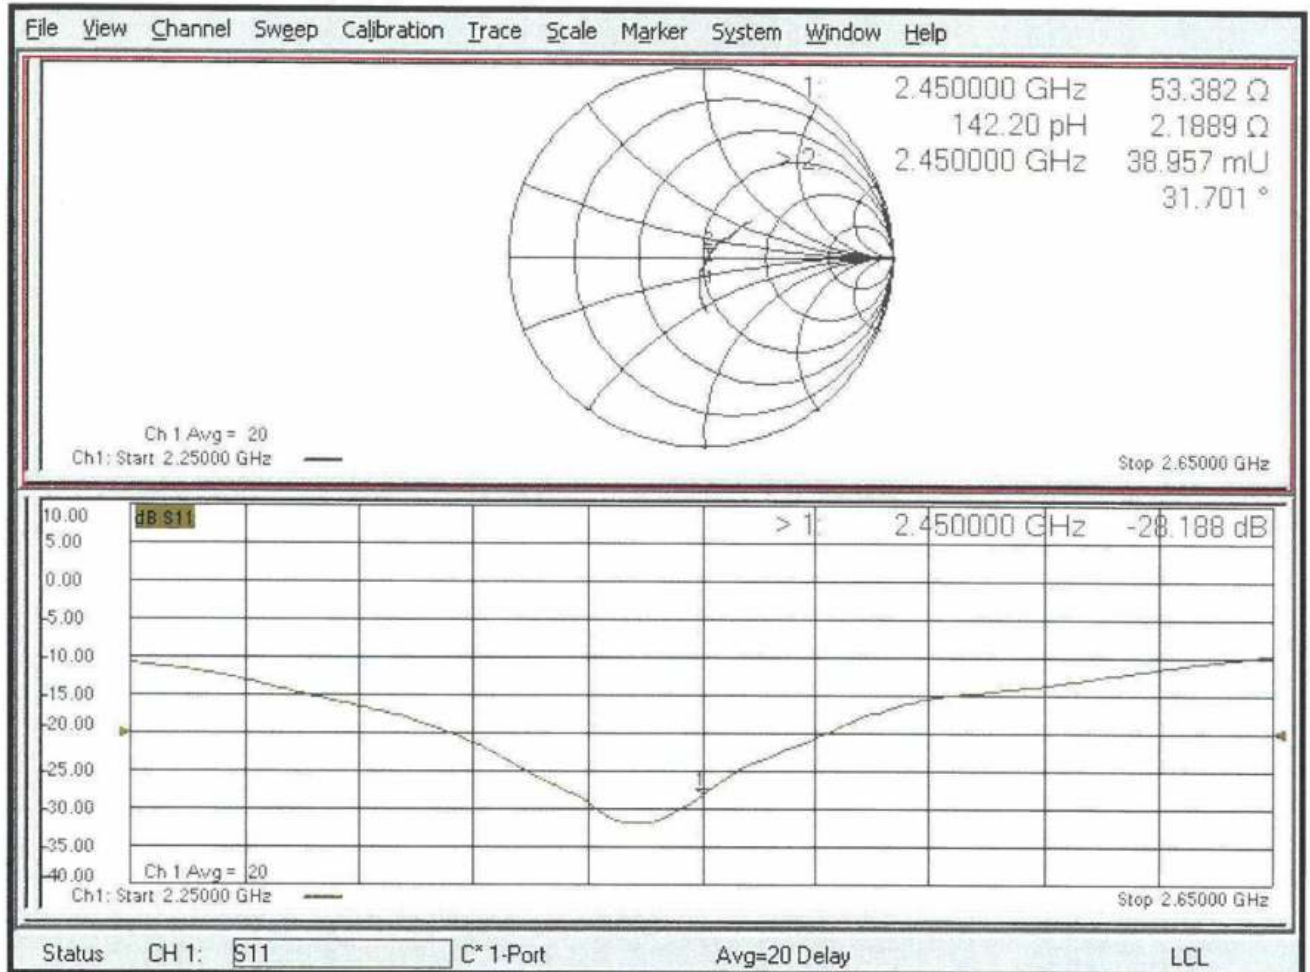 File View Channel Sweep Calibration Trace Scale Marker System Window Help
1: 2.450000 GHz 53.382 Ω
142.20 pH 2.1889 Ω
> 2: 2.450000 GHz 38.957 mU
31.701 °
Ch 1 Avg = 20
Ch1: Start 2.25000 GHz
Stop 2.65000 GHz
10.00
dB S11
> 1: 2.450000 GHz -28.188 dB
5.00
0.00
-5.00
-10.00
-15.00
-20.00
-25.00
1
-30.00
-35.00
-40.00
Ch 1 Avg = 20
Ch1: Start 2.25000 GHz
Stop 2.65000 GHz
Status CH 1: S11 C* 1-Port Avg=20 Delay LCL